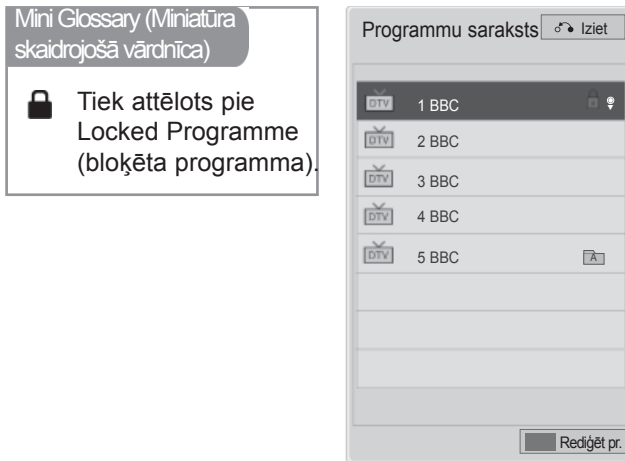 Mini Glossary (Miniatūra
skaidrojošā vārdnīca)
Tiek attēlots pie
Locked Programme
(bloķēta programma).
Programmu saraksts
Iziet
DTV 1 BBC
DTV 2 BBC
DTV 3 BBC
DTV 4 BBC
DTV 5 BBC A
Rediģēt pr.